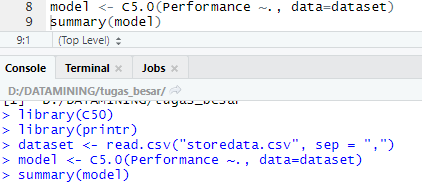 8 model <- C5.0(Performance ~., data=dataset)
9 summary(model)
9:1 (Top Level)
Console Terminal × Jobs ×
D:/DATAMINING/tugas_besar/
[1] "D:/DATAMINING/tugas_besar"
> library(C50)
> library(printr)
> dataset <- read.csv("storedata.csv", sep = ",")
> model <- C5.0(Performance ~., data=dataset)
> summary(model)